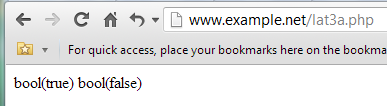 www.example.net/lat3a.php
For quick access, place your bookmarks here on the bookma
bool(true) bool(false)